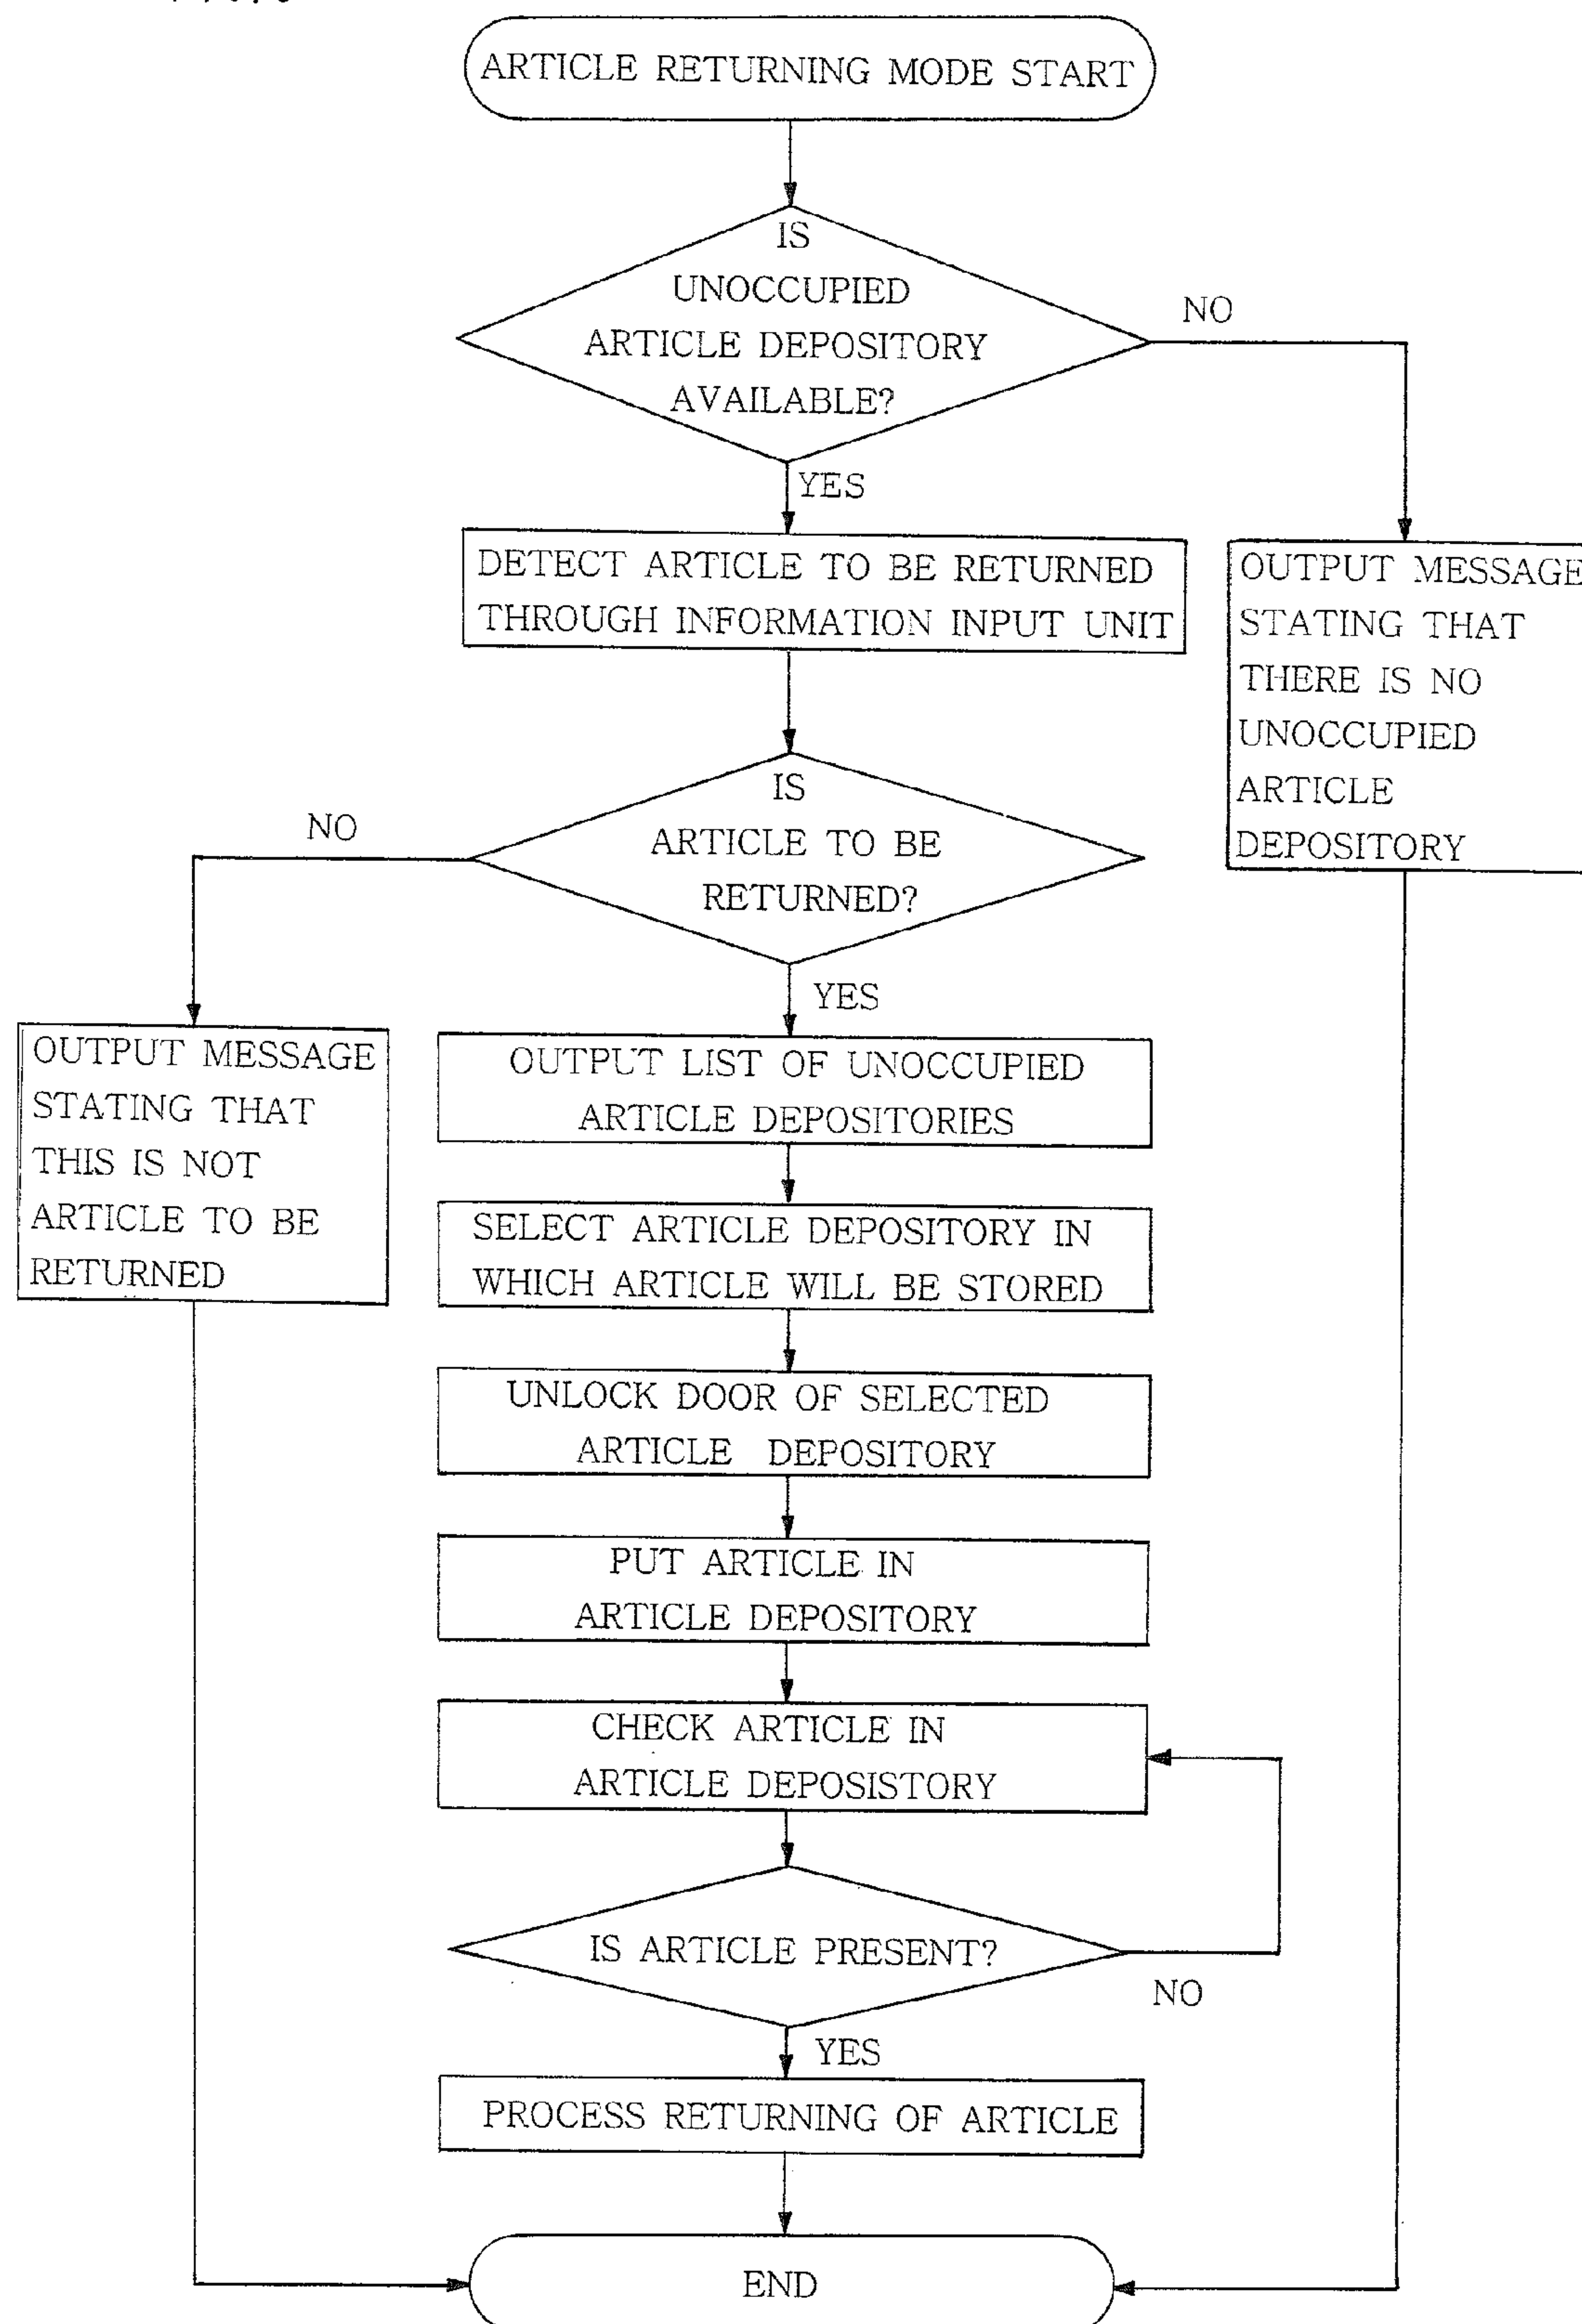 ARTICLE RETURNING MODE START
IS
UNOCCUPIED
ARTICLE DEPOSITORY
AVAILABLE?
NO
YES
DETECT ARTICLE TO BE RETURNED
THROUGH INFORMATION INPUT UNIT
OUTPUT MESSAGE
STATING THAT
THERE IS NO
UNOCCUPIED
ARTICLE
DEPOSITORY
IS
ARTICLE TO BE
RETURNED?
NO
YES
OUTPUT MESSAGE
STATING THAT
THIS IS NOT
ARTICLE TO BE
RETURNED
OUTPUT LIST OF UNOCCUPIED
ARTICLE DEPOSITORIES
SELECT ARTICLE DEPOSITORY IN
WHICH ARTICLE WILL BE STORED
UNLOCK DOOR OF SELECTED
ARTICLE DEPOSITORY
PUT ARTICLE IN
ARTICLE DEPOSITORY
CHECK ARTICLE IN
ARTICLE DEPOSISTORY
IS ARTICLE PRESENT?
NO
YES
PROCESS RETURNING OF ARTICLE
END